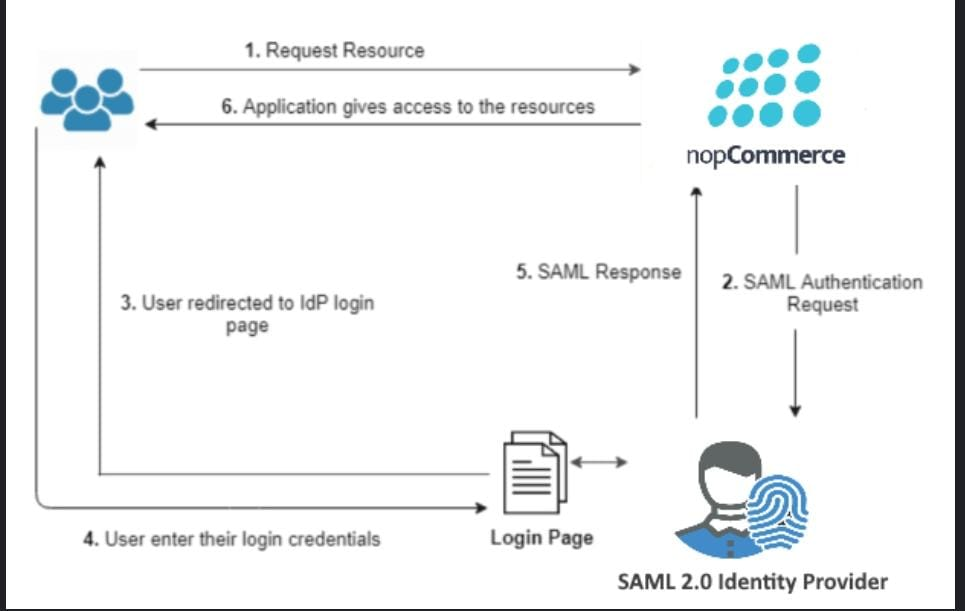 1. Request Resource
6. Application gives access to the resources
nopCommerce
5. SAML Response
2. SAML Authentication
Request
3. User redirected to IdP login
page
4. User enter their login credentials
Login Page
SAML 2.0 Identity Provider